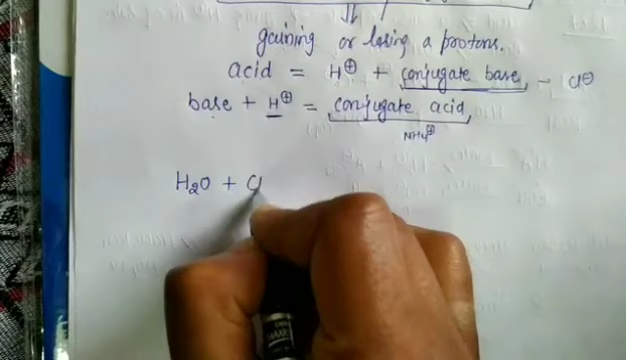 gaining or losing a protons.
acid = H⊕ + conjugate base - Cl⊖
base + H⊕ = conjugate acid
NH₄⊕
H₂O + Cl